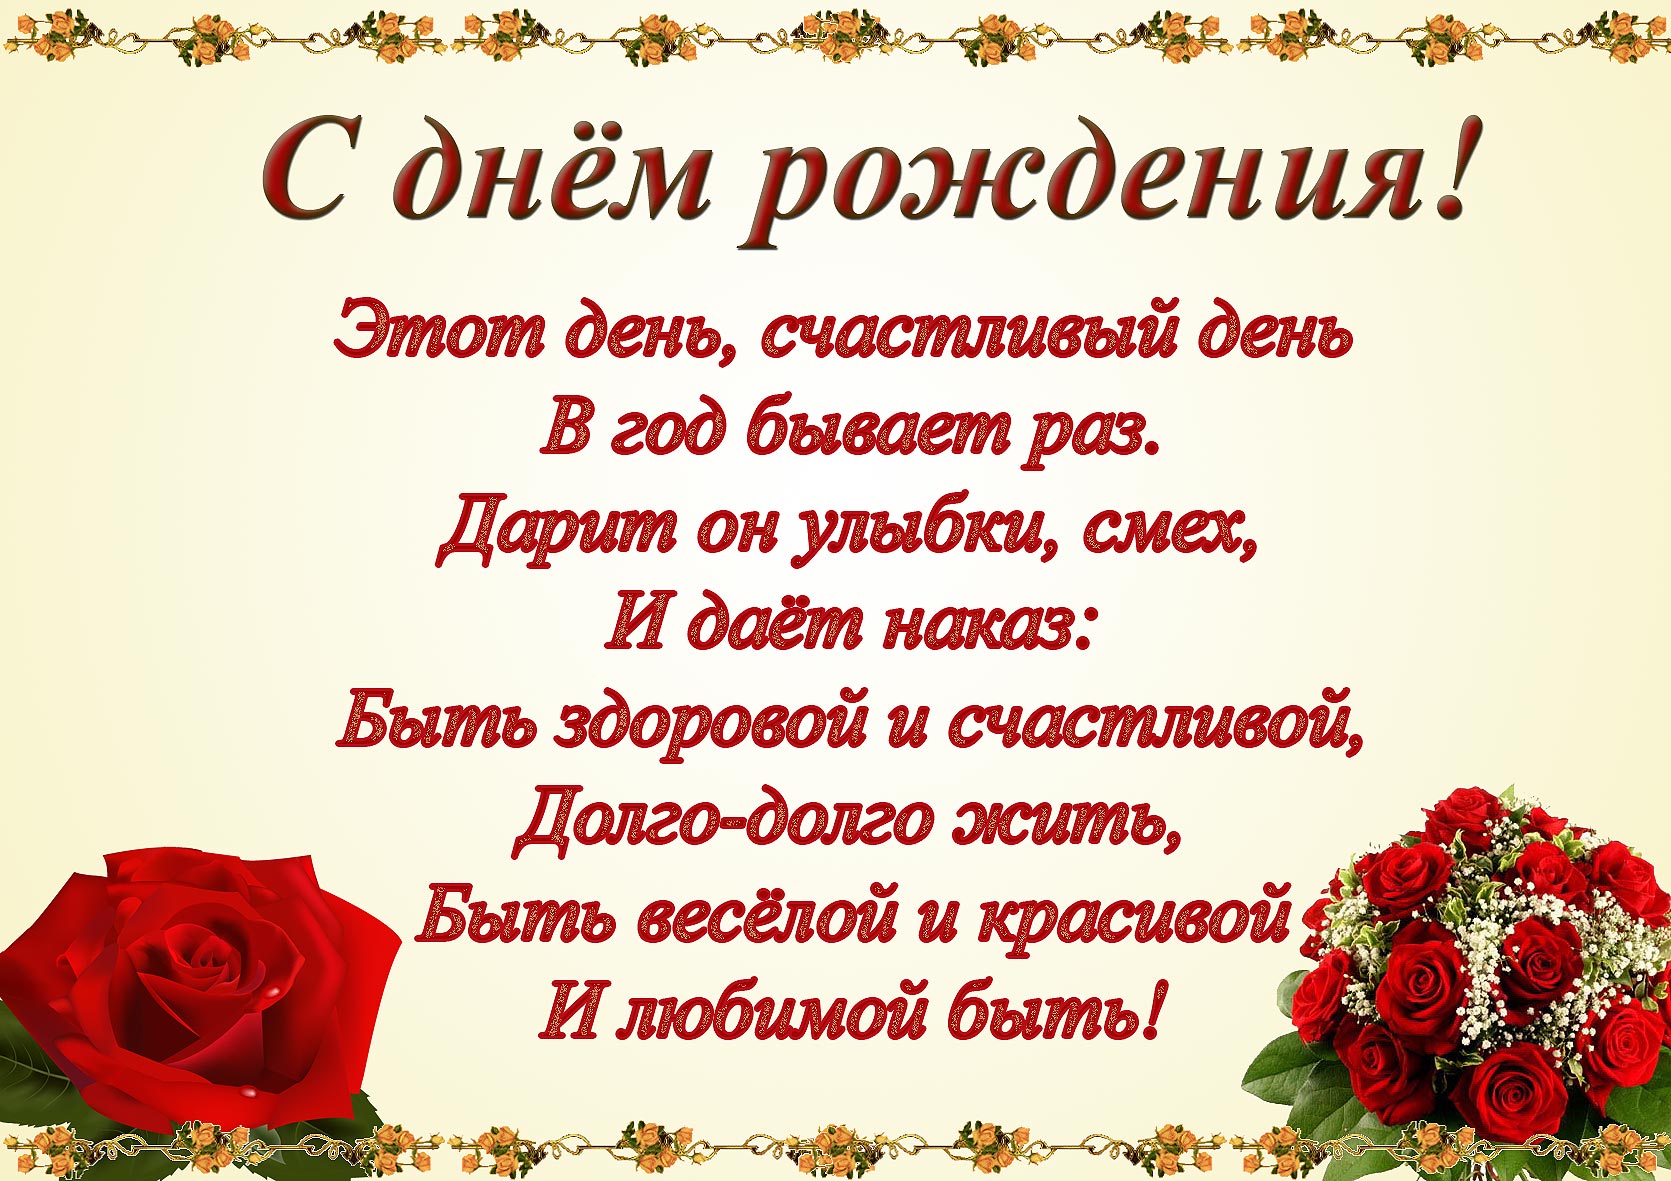 С днём рождения!
Этот день, счастливый день
В год бывает раз.
Дарит он улыбки, смех,
И даёт наказ:
Быть здоровой и счастливой,
Долго-долго жить,
Быть весёлой и красивой
И любимой быть!